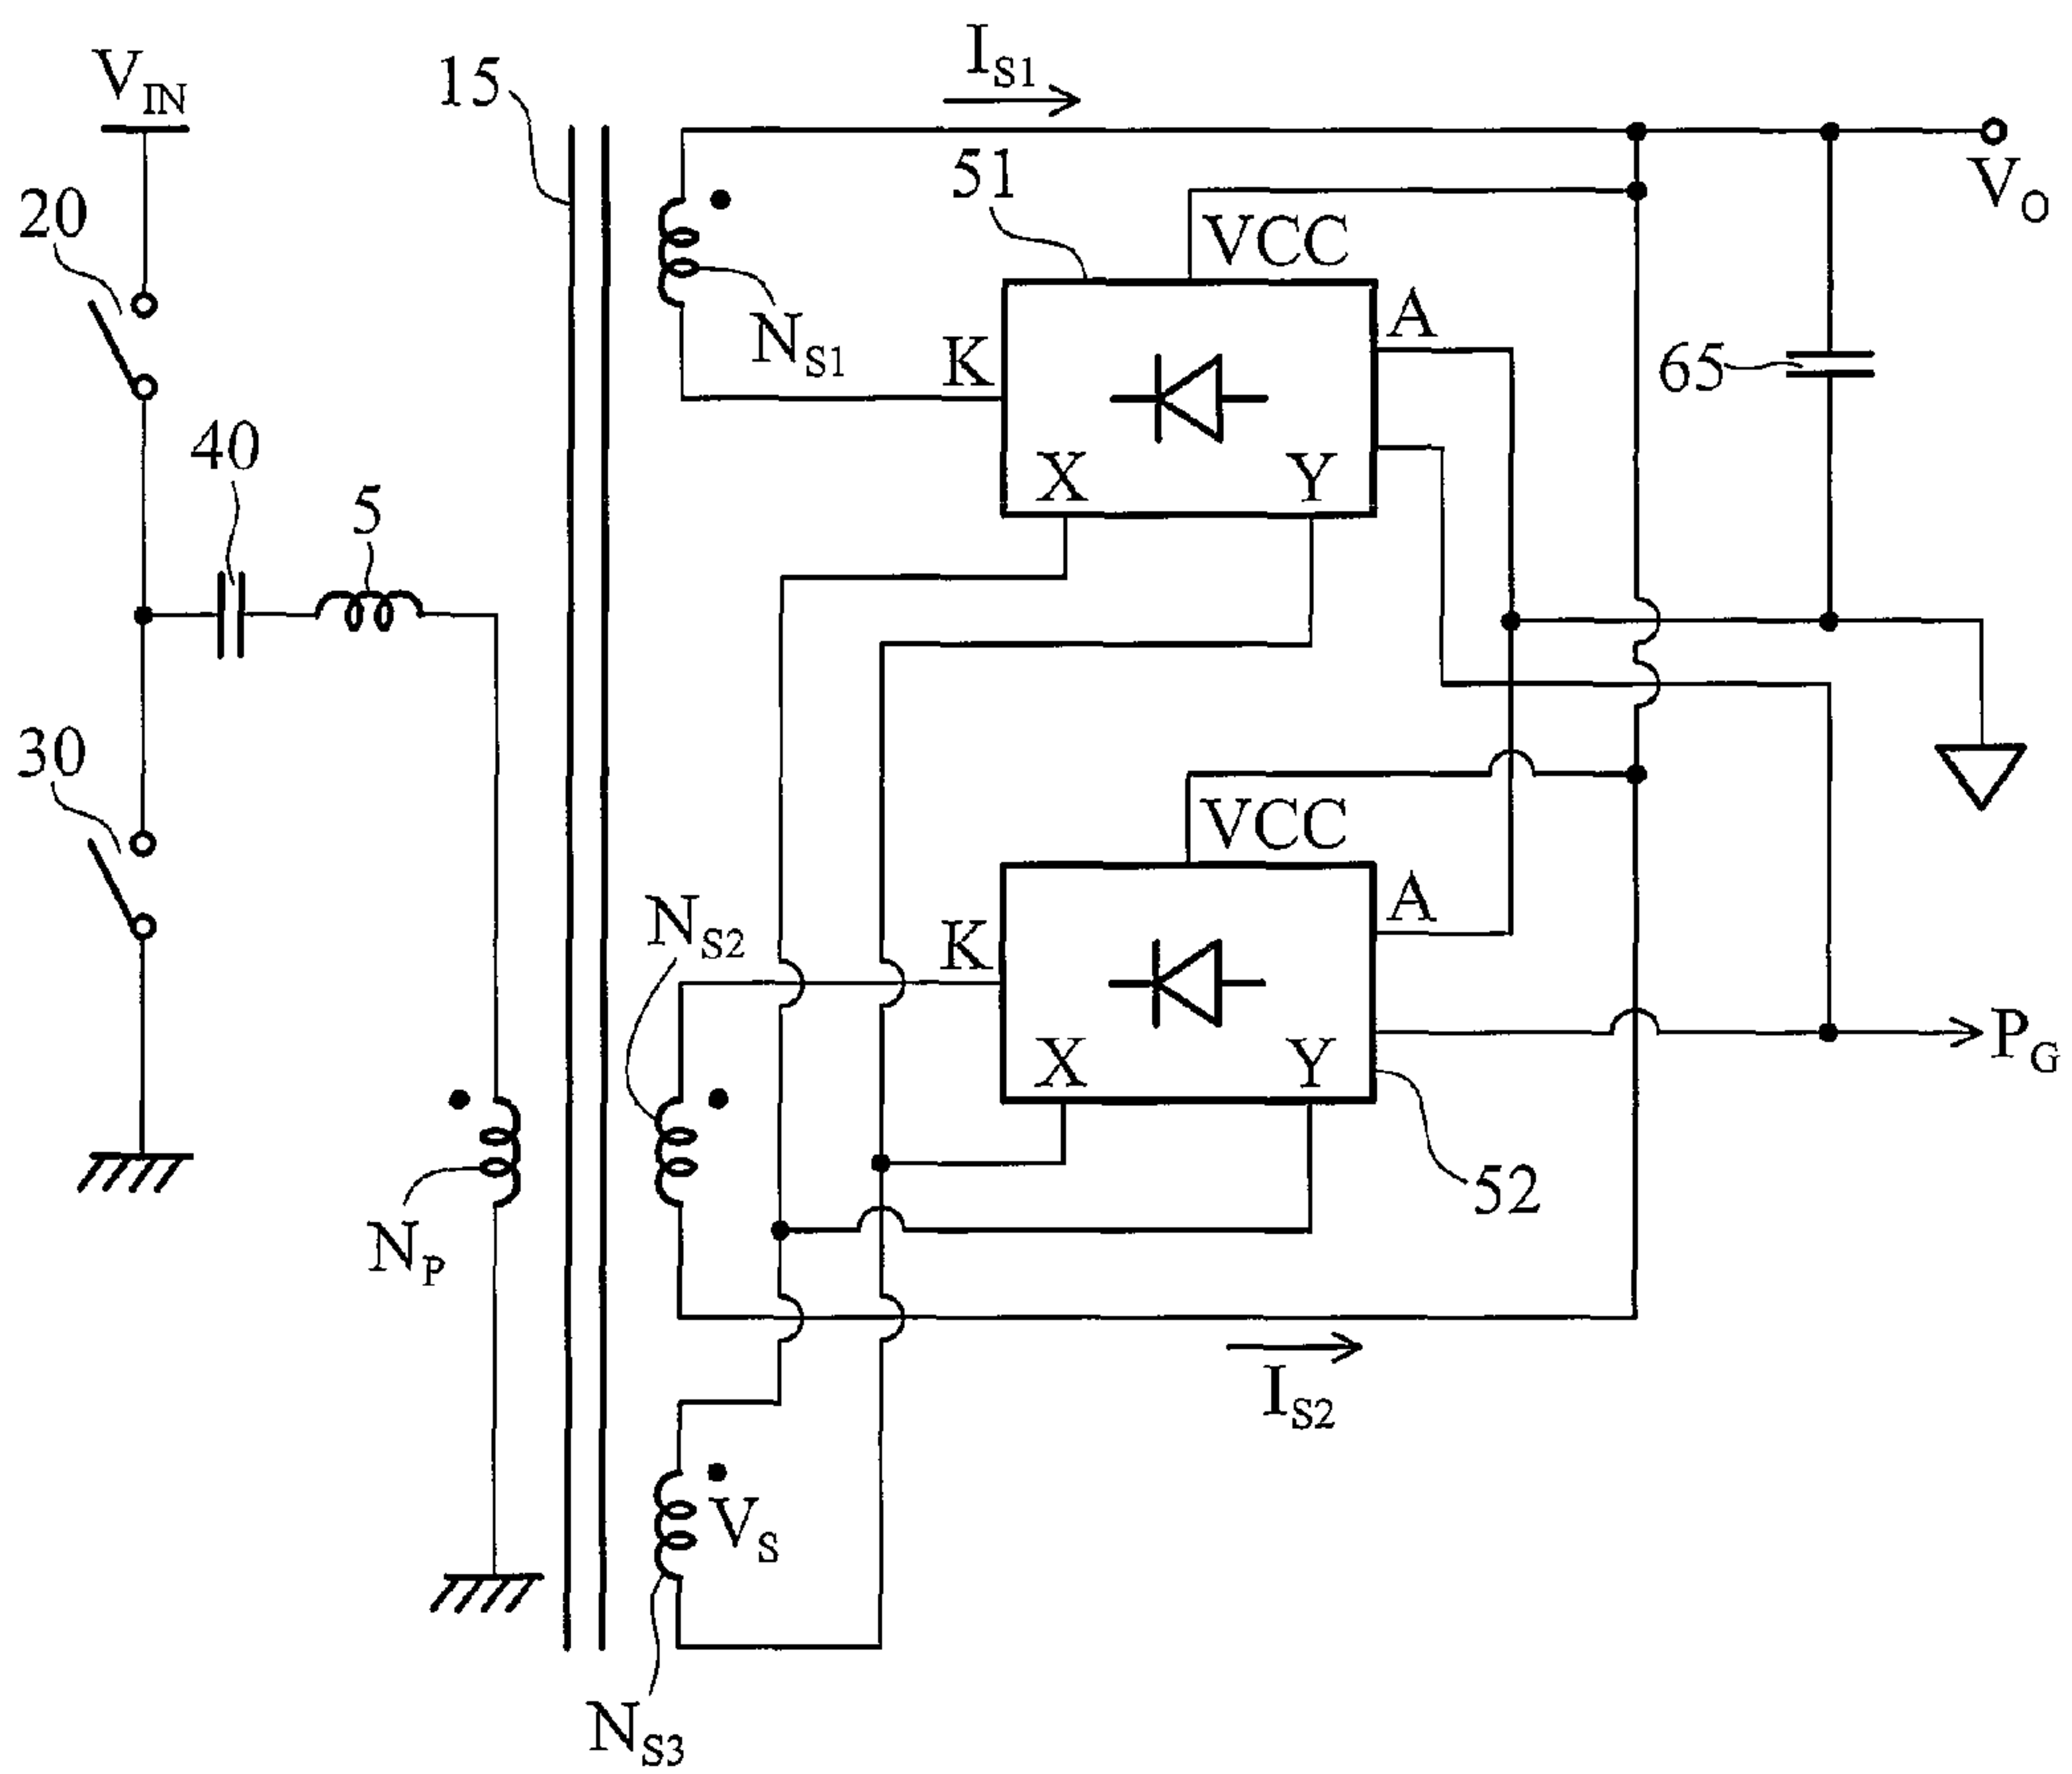 I_S1
V_IN
15
V_O
51
20
VCC
A
N_S1
K
65
40
X
Y
5
30
VCC
A
N_S2
K
P_G
X
Y
52
N_P
I_S2
V_S
N_S3